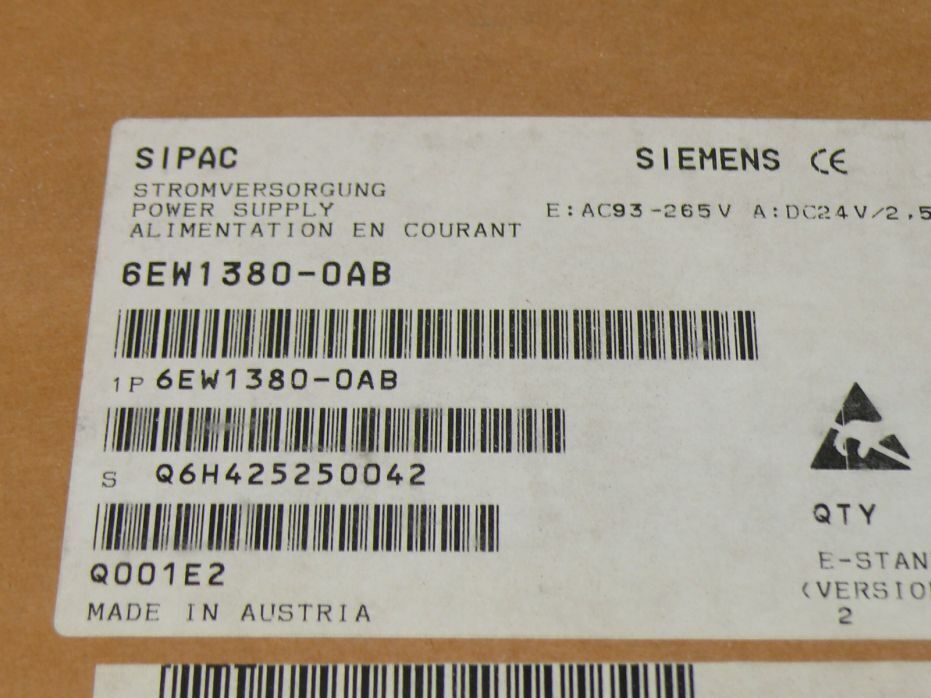 SIPAC
SIEMENS CE
STROMVERSORGUNG
POWER SUPPLY
E:AC93-265V A:DC24V/2,5
ALIMENTATION EN COURANT
6EW1380-0AB
1P 6EW1380-0AB
S Q6H425250042
QTY
Q001E2
E-STAN
(VERSIO
MADE IN AUSTRIA
2